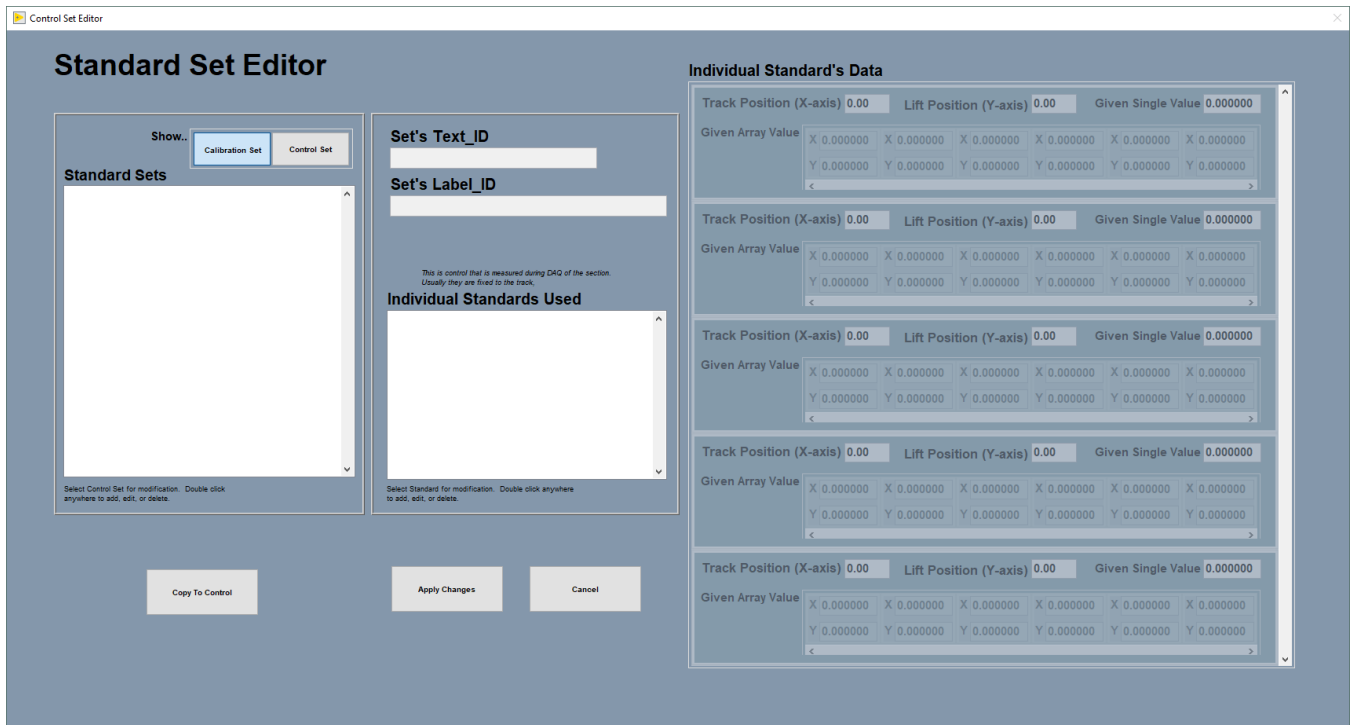 Control Set Editor
Standard Set Editor
Show..
Calibration Set
Control Set
Standard Sets
Select Control Set for modification. Double click
anywhere to add, edit, or delete.
Copy To Control
Set's Text_ID
Set's Label_ID
This is control that is measured during DAQ of the section.
Usually they are fixed to the track,
Individual Standards Used
Select Standard for modification. Double click anywhere
to add, edit, or delete.
Apply Changes
Cancel
Individual Standard's Data
Track Position (X-axis) 0.00 Lift Position (Y-axis) 0.00 Given Single Value 0.000000
Given Array Value X 0.000000 X 0.000000 X 0.000000 X 0.000000 X 0.000000 X 0.000000
Y 0.000000 Y 0.000000 Y 0.000000 Y 0.000000 Y 0.000000 Y 0.000000
Track Position (X-axis) 0.00 Lift Position (Y-axis) 0.00 Given Single Value 0.000000
Given Array Value X 0.000000 X 0.000000 X 0.000000 X 0.000000 X 0.000000 X 0.000000
Y 0.000000 Y 0.000000 Y 0.000000 Y 0.000000 Y 0.000000 Y 0.000000
Track Position (X-axis) 0.00 Lift Position (Y-axis) 0.00 Given Single Value 0.000000
Given Array Value X 0.000000 X 0.000000 X 0.000000 X 0.000000 X 0.000000 X 0.000000
Y 0.000000 Y 0.000000 Y 0.000000 Y 0.000000 Y 0.000000 Y 0.000000
Track Position (X-axis) 0.00 Lift Position (Y-axis) 0.00 Given Single Value 0.000000
Given Array Value X 0.000000 X 0.000000 X 0.000000 X 0.000000 X 0.000000 X 0.000000
Y 0.000000 Y 0.000000 Y 0.000000 Y 0.000000 Y 0.000000 Y 0.000000
Track Position (X-axis) 0.00 Lift Position (Y-axis) 0.00 Given Single Value 0.000000
Given Array Value X 0.000000 X 0.000000 X 0.000000 X 0.000000 X 0.000000 X 0.000000
Y 0.000000 Y 0.000000 Y 0.000000 Y 0.000000 Y 0.000000 Y 0.000000